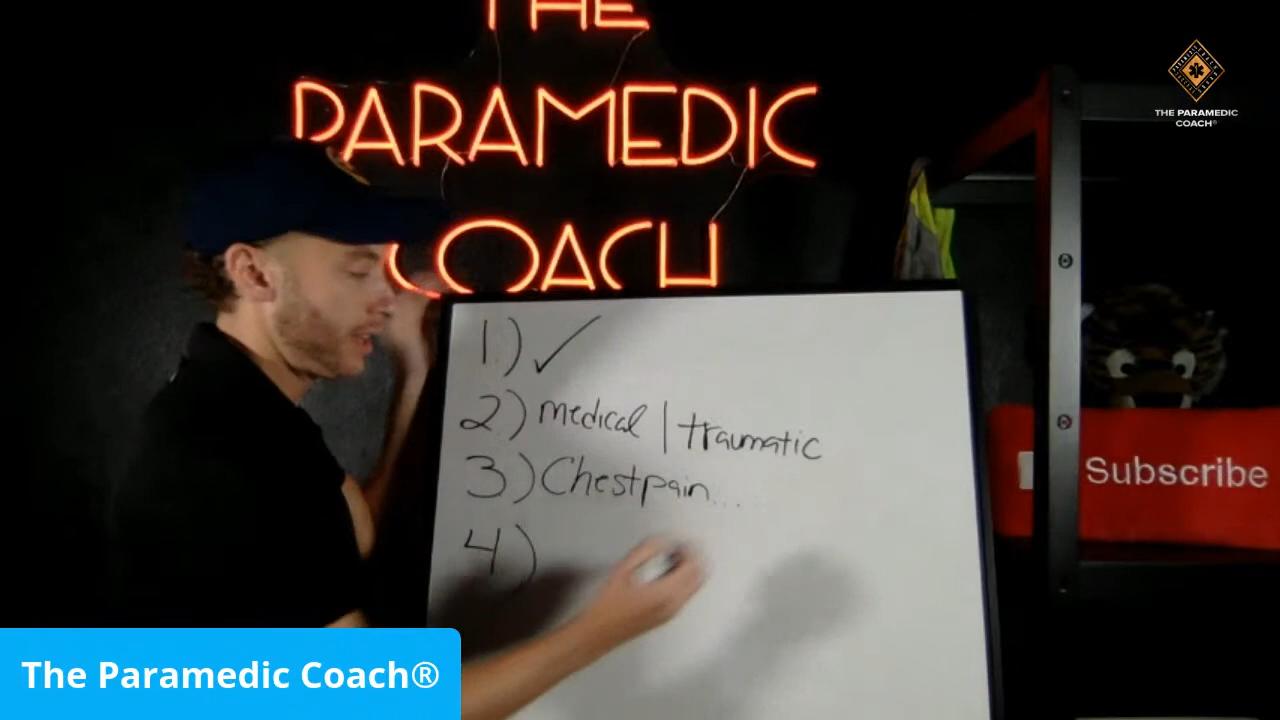 THE
PARAMEDIC
COACH
THE PARAMEDIC
COACH®
1) ✓
2) medical | traumatic
3) Chestpain...
4)
Subscribe
The Paramedic Coach®